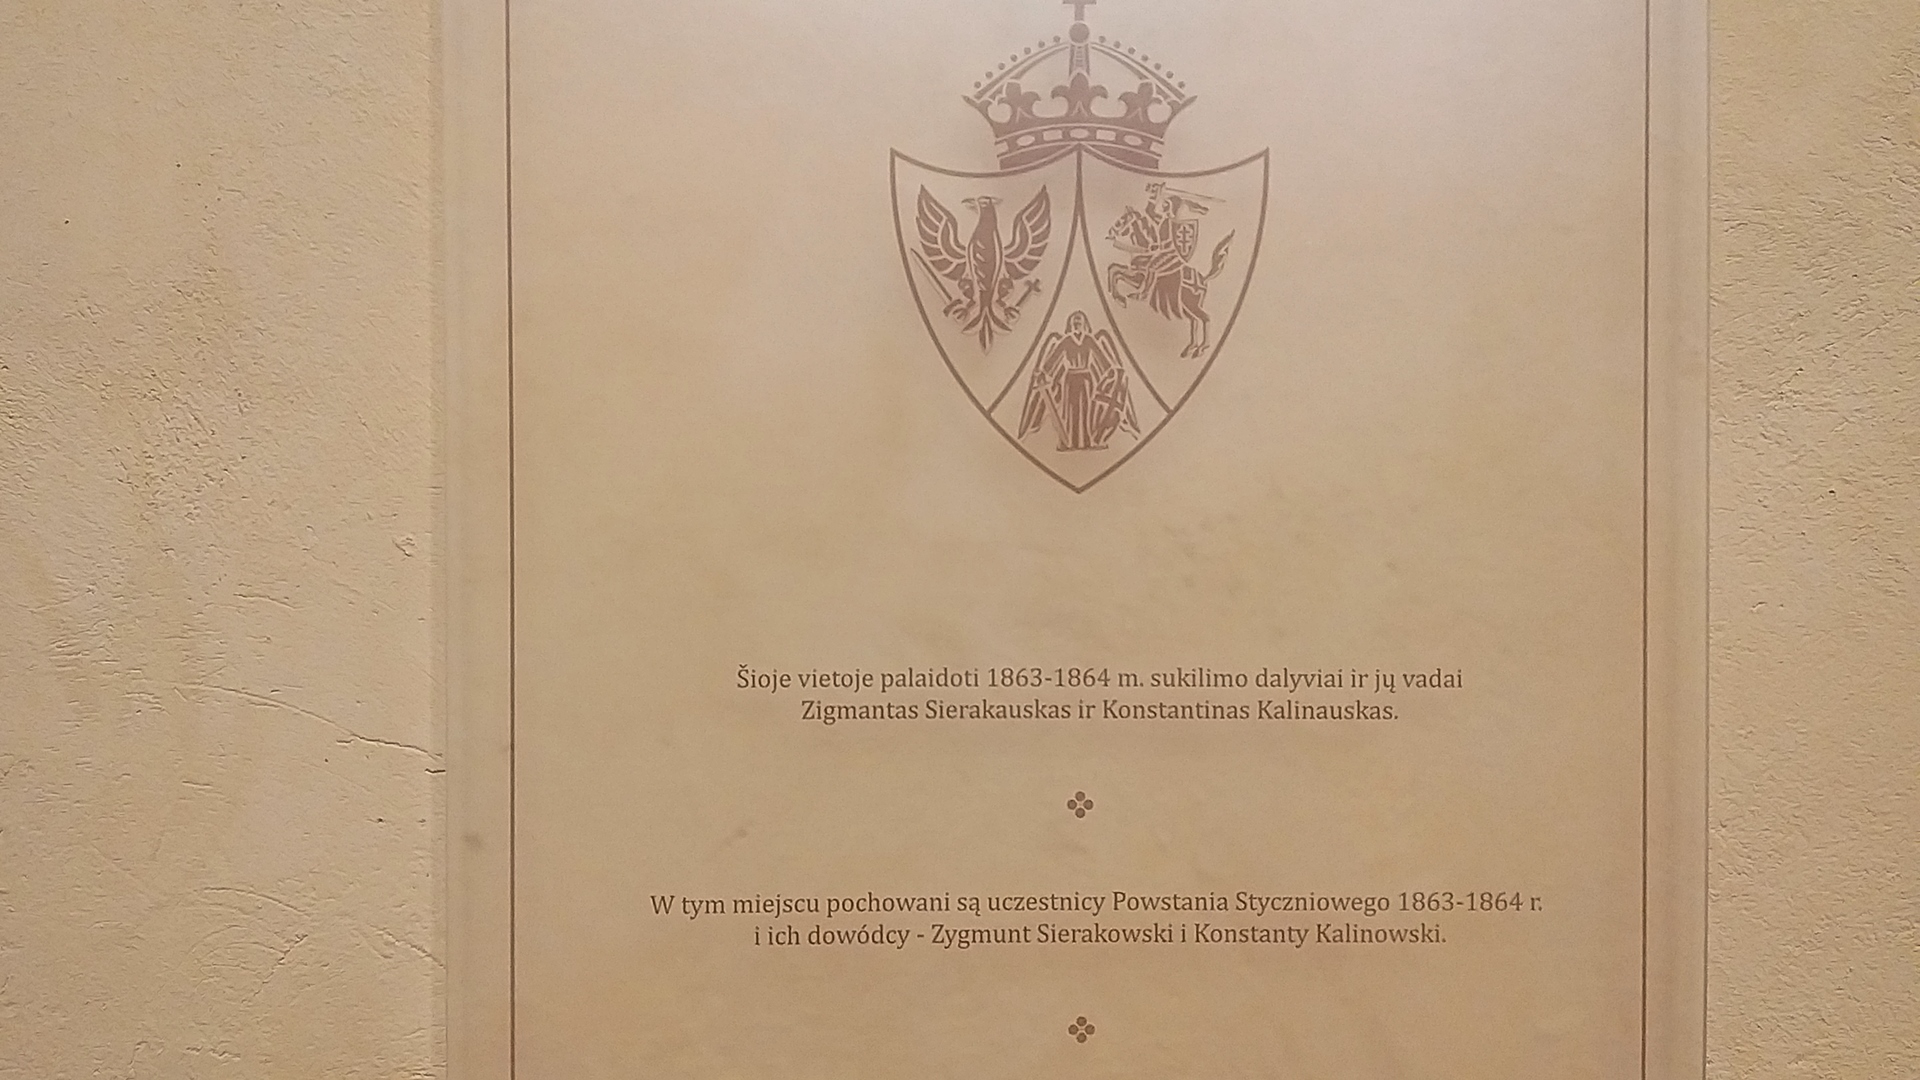 Šioje vietoje palaidoti 1863-1864 m. sukilimo dalyviai ir jų vadai
Zigmantas Sierakauskas ir Konstantinas Kalinauskas.
W tym miejscu pochowani są uczestnicy Powstania Styczniowego 1863-1864 r.
i ich dowódcy - Zygmunt Sierakowski i Konstanty Kalinowski.